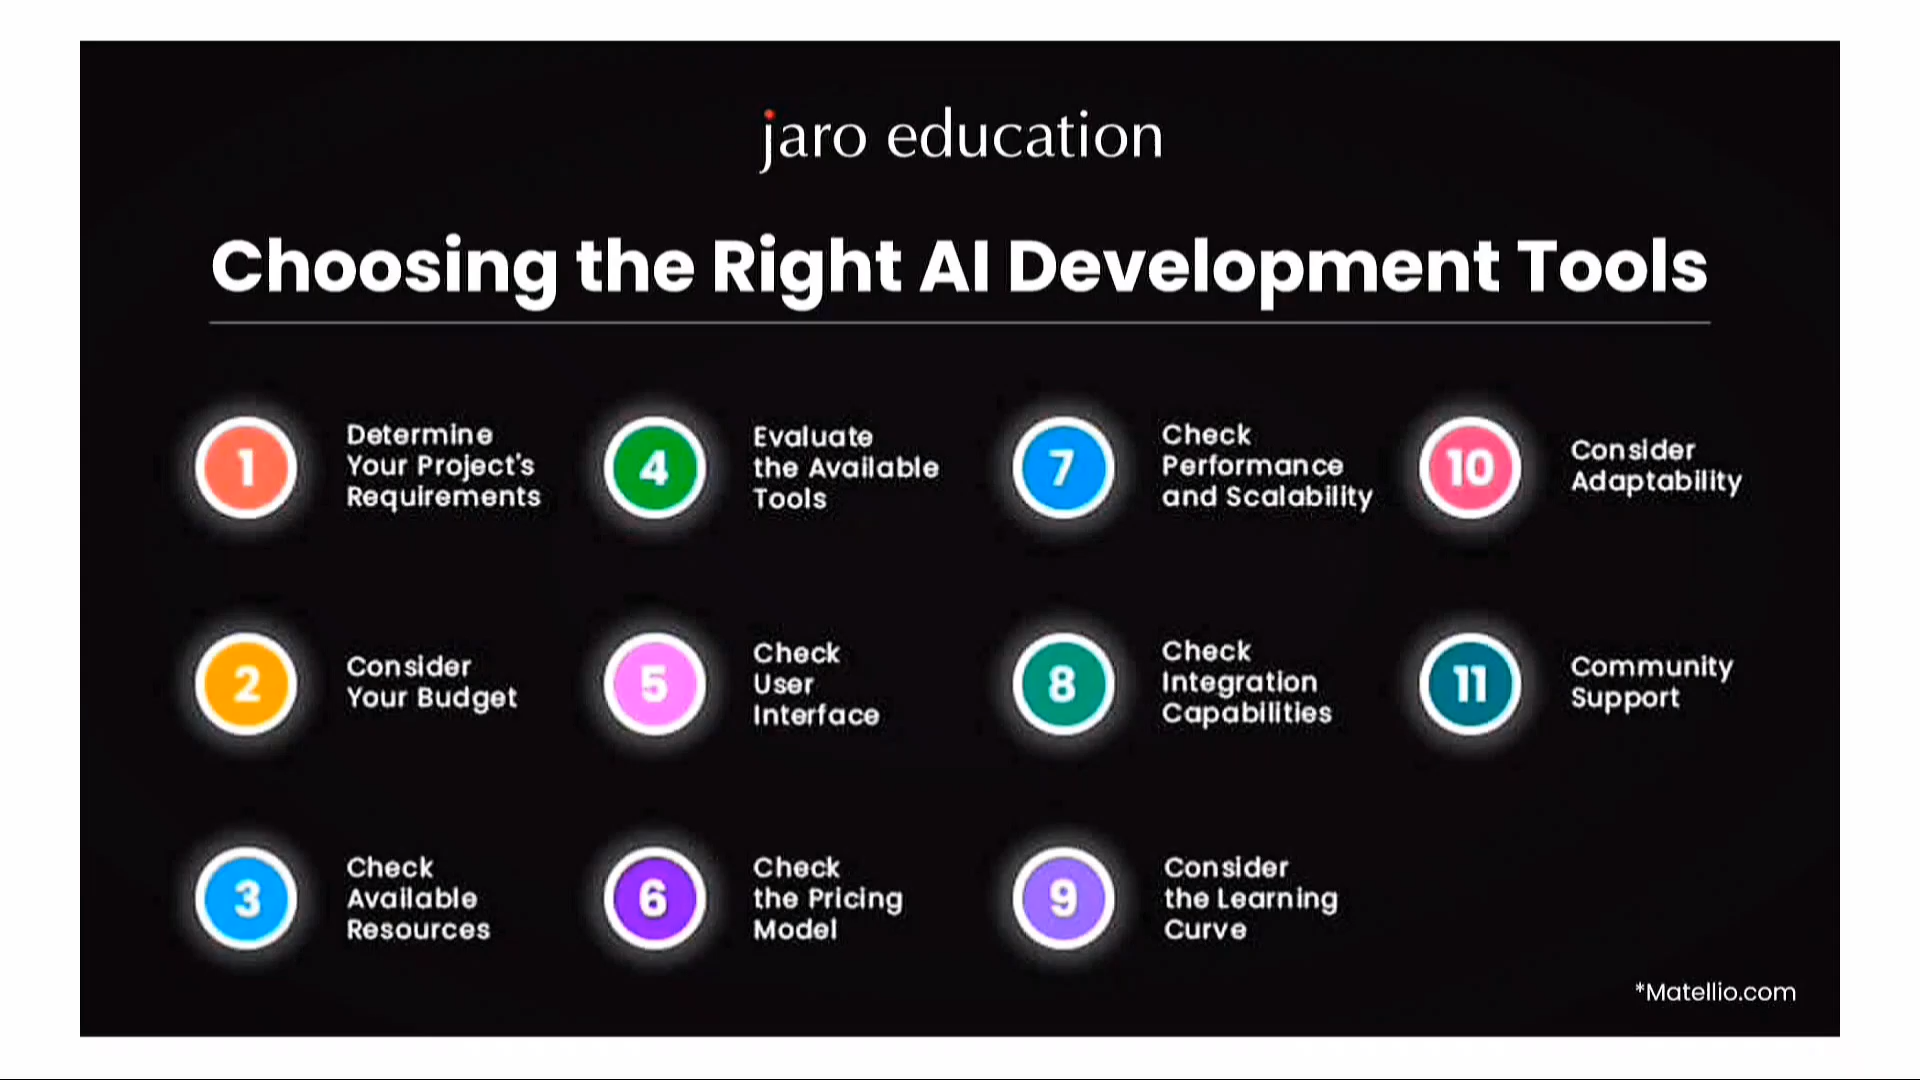 jaro education
Choosing the Right AI Development Tools
1
Determine
Your Project's
Requirements
2
Consider
Your Budget
3
Check
Available
Resources
4
Evaluate
the Available
Tools
5
Check
User
Interface
6
Check
the Pricing
Model
7
Check
Performance
and Scalability
8
Check
Integration
Capabilities
9
Consider
the Learning
Curve
10
Consider
Adaptability
11
Community
Support
*Matellio.com